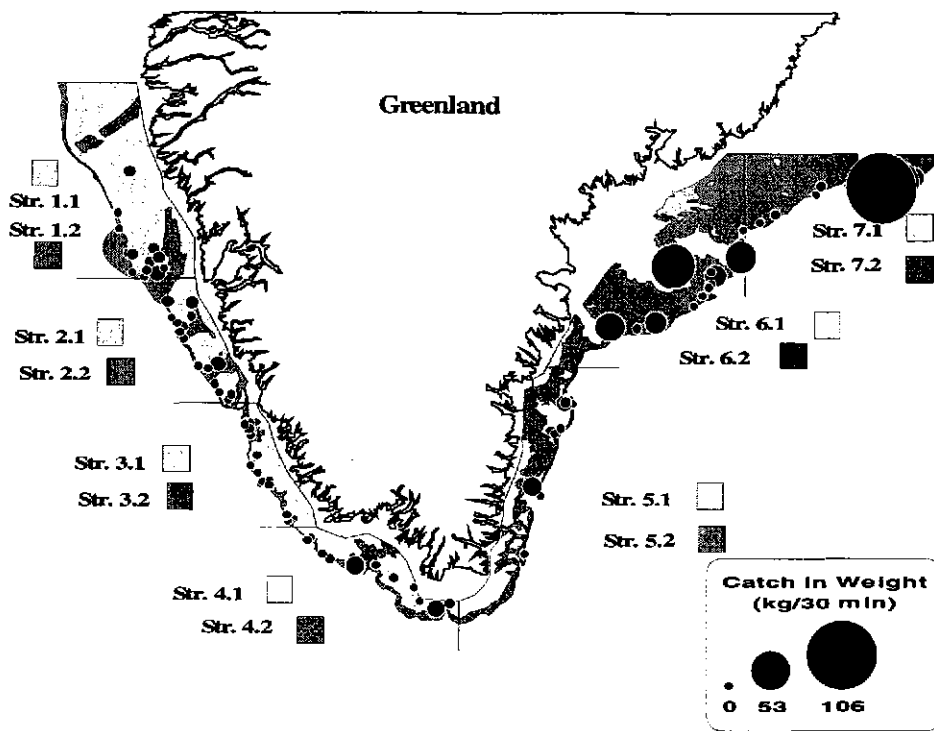 Greenland
Str. 1.1
Str. 1.2
Str. 2.1
Str. 2.2
Str. 3.1
Str. 3.2
Str. 4.1
Str. 4.2
Str. 7.1
Str. 7.2
Str. 6.1
Str. 6.2
Str. 5.1
Str. 5.2
Catch in Weight
(kg/30 min)
0 53 106